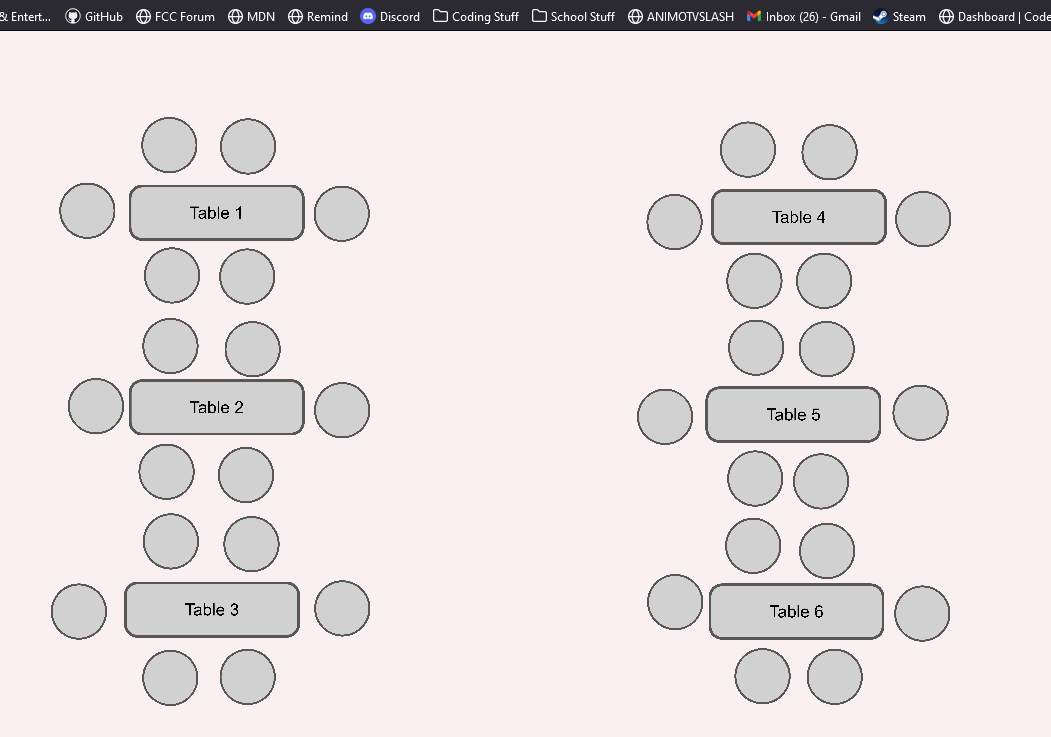 & Entert... GitHub FCC Forum MDN Remind Discord Coding Stuff School Stuff ANIMOTVSLASH Inbox (26) - Gmail Steam Dashboard | Code
Table 1
Table 4
Table 2
Table 5
Table 3
Table 6